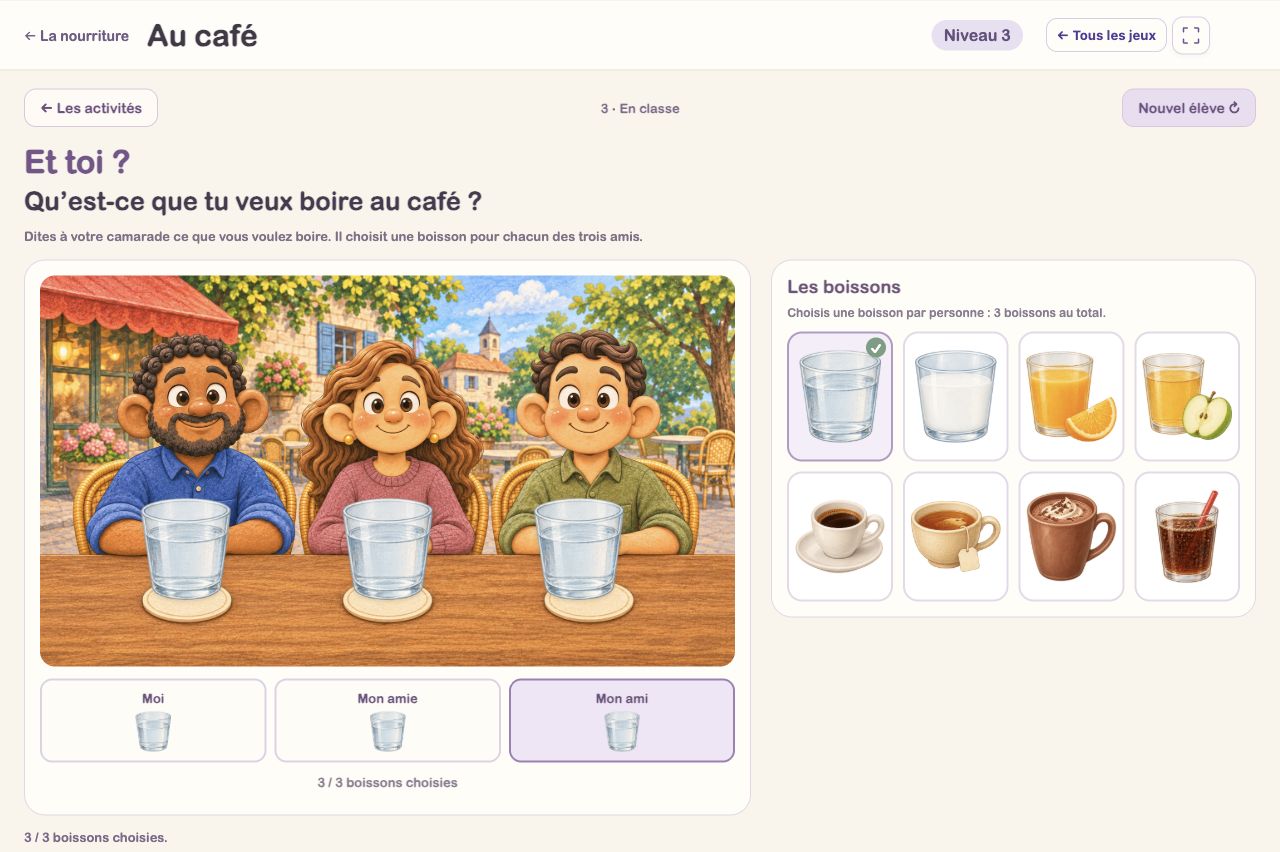 ← La nourriture
Au café
Niveau 3
← Tous les jeux
← Les activités
3 · En classe
Nouvel élève ↻
Et toi ?
Qu’est-ce que tu veux boire au café ?
Dites à votre camarade ce que vous voulez boire. Il choisit une boisson pour chacun des trois amis.
Les boissons
Choisis une boisson par personne : 3 boissons au total.
Moi
Mon amie
Mon ami
3 / 3 boissons choisies
3 / 3 boissons choisies.